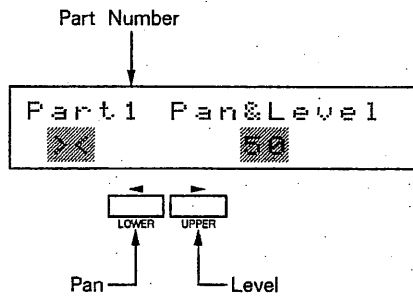 Part Number
Part1 Pan&Level
>< 50
LOWER UPPER
Pan Level